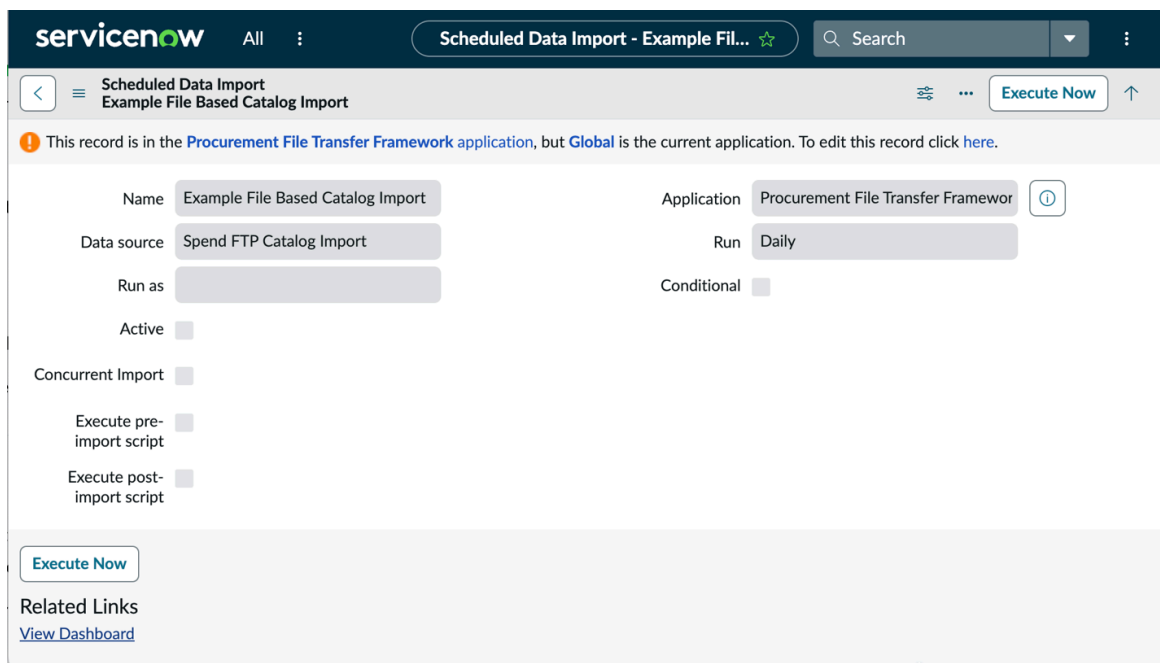 servicenow
All
Scheduled Data Import - Example Fil...
Search
Scheduled Data Import
Example File Based Catalog Import
Execute Now
This record is in the Procurement File Transfer Framework application, but Global is the current application. To edit this record click here.
Name
Example File Based Catalog Import
Application
Procurement File Transfer Framewor
Data source
Spend FTP Catalog Import
Run
Daily
Run as
Conditional
Active
Concurrent Import
Execute pre-
import script
Execute post-
import script
Execute Now
Related Links
View Dashboard